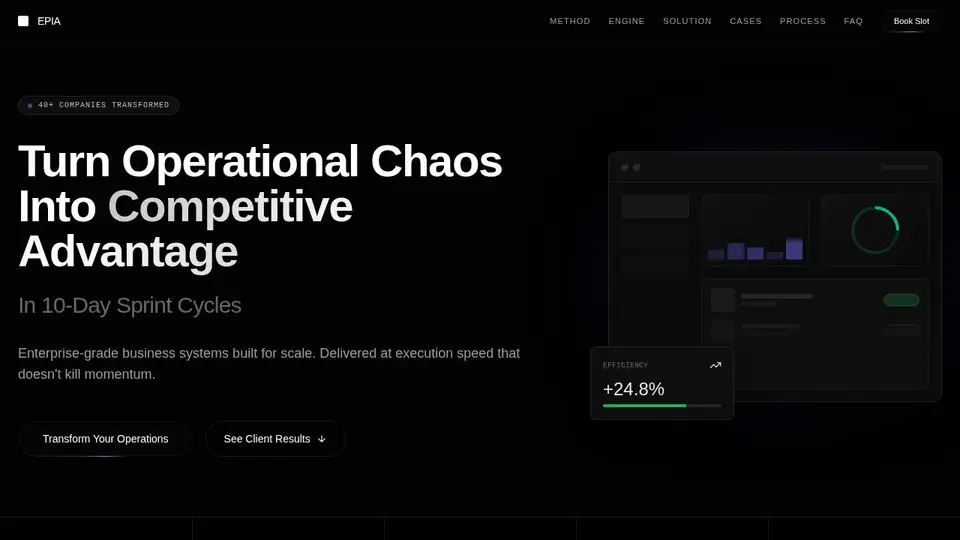 EPIA
METHOD ENGINE SOLUTION CASES PROCESS FAQ Book Slot
40+ COMPANIES TRANSFORMED
Turn Operational Chaos
Into Competitive
Advantage
In 10-Day Sprint Cycles
Enterprise-grade business systems built for scale. Delivered at execution speed that
doesn't kill momentum.
Transform Your Operations
See Client Results ↓
EFFICIENCY
+24.8%